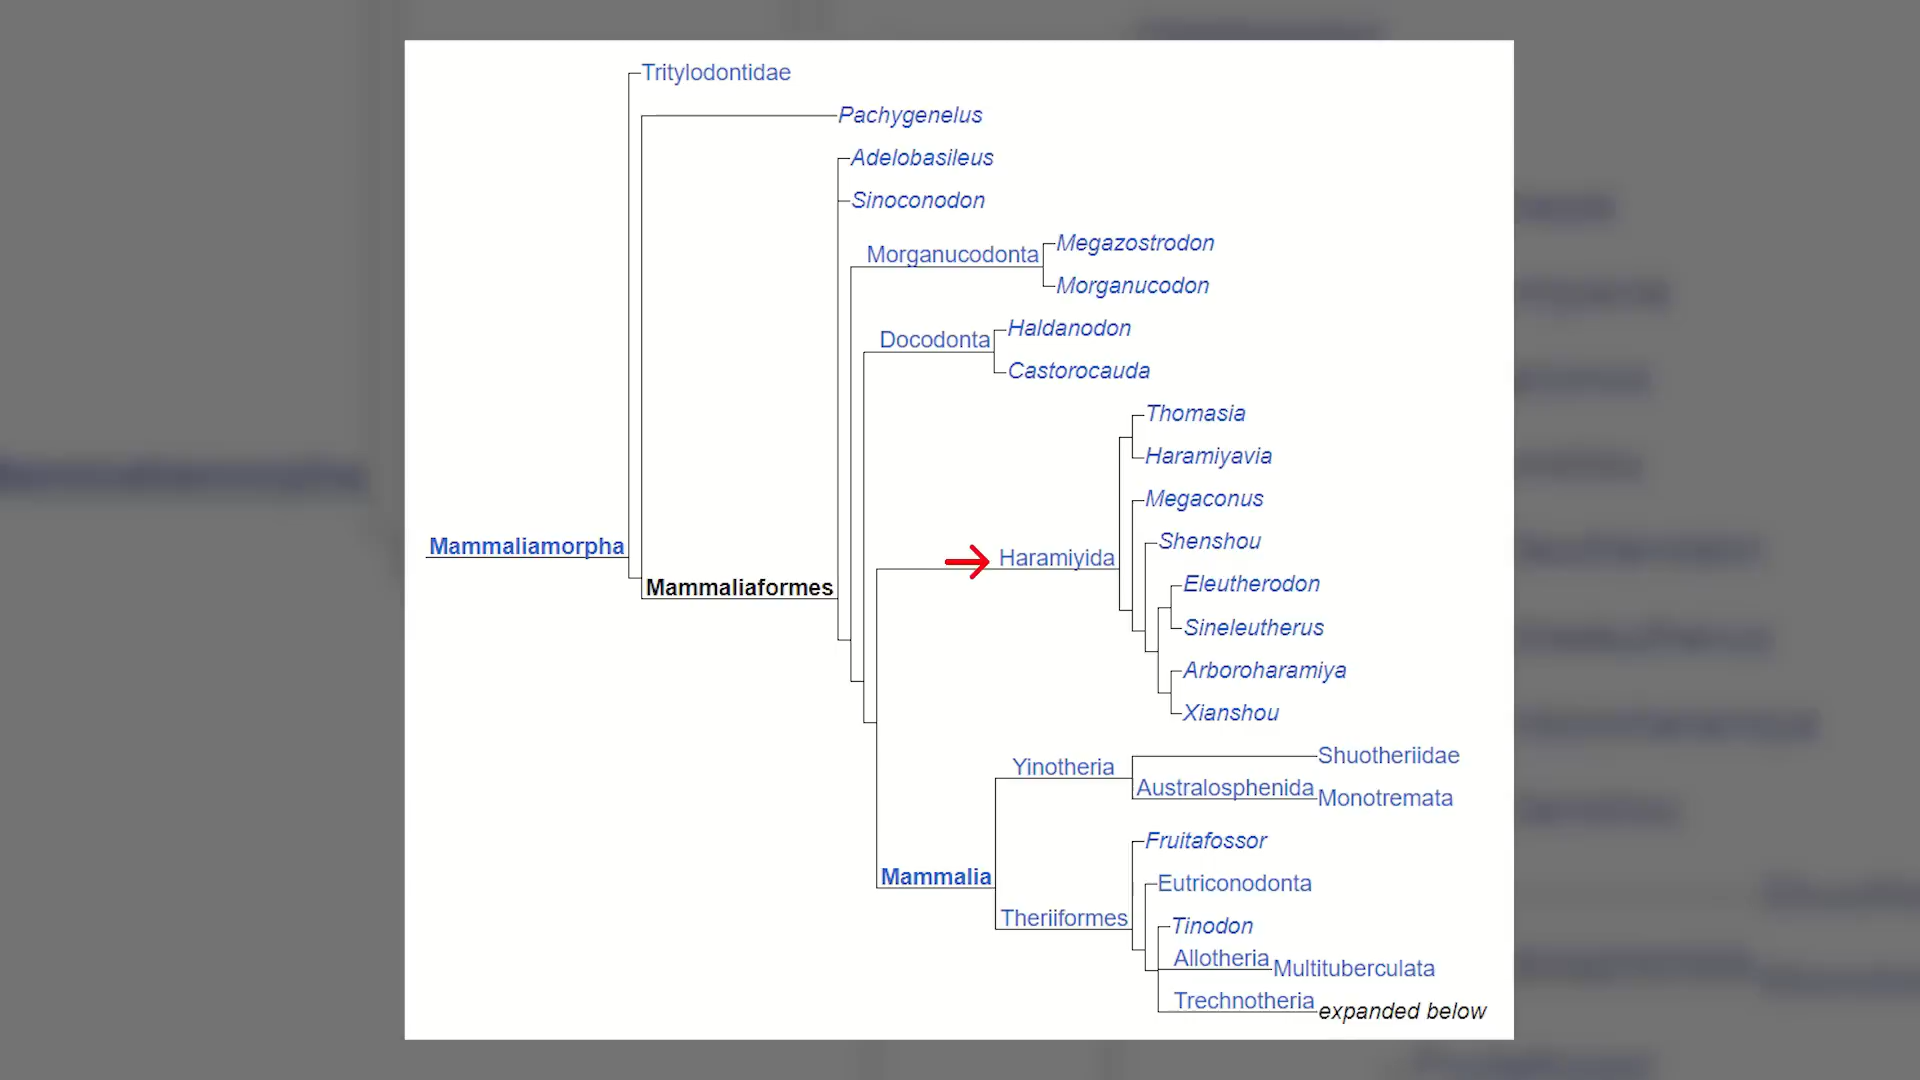 Tritylodontidae
Pachygenelus
Adelobasileus
Sinoconodon
Megazostrodon
Morganucodonta
Morganucodon
Haldanodon
Docodonta
Castorocauda
Thomasia
Haramiyavia
Megaconus
Shenshou
Mammaliamorpha
Haramiyida
Eleutherodon
Mammaliaformes
Sineleutherus
Arboroharamiya
Xianshou
Shuotheriidae
Yinotheria
Australosphenida
Monotremata
Fruitafossor
Mammalia
Eutriconodonta
Theriiformes
Tinodon
Allotheria
Multituberculata
Trechnotheria
expanded below